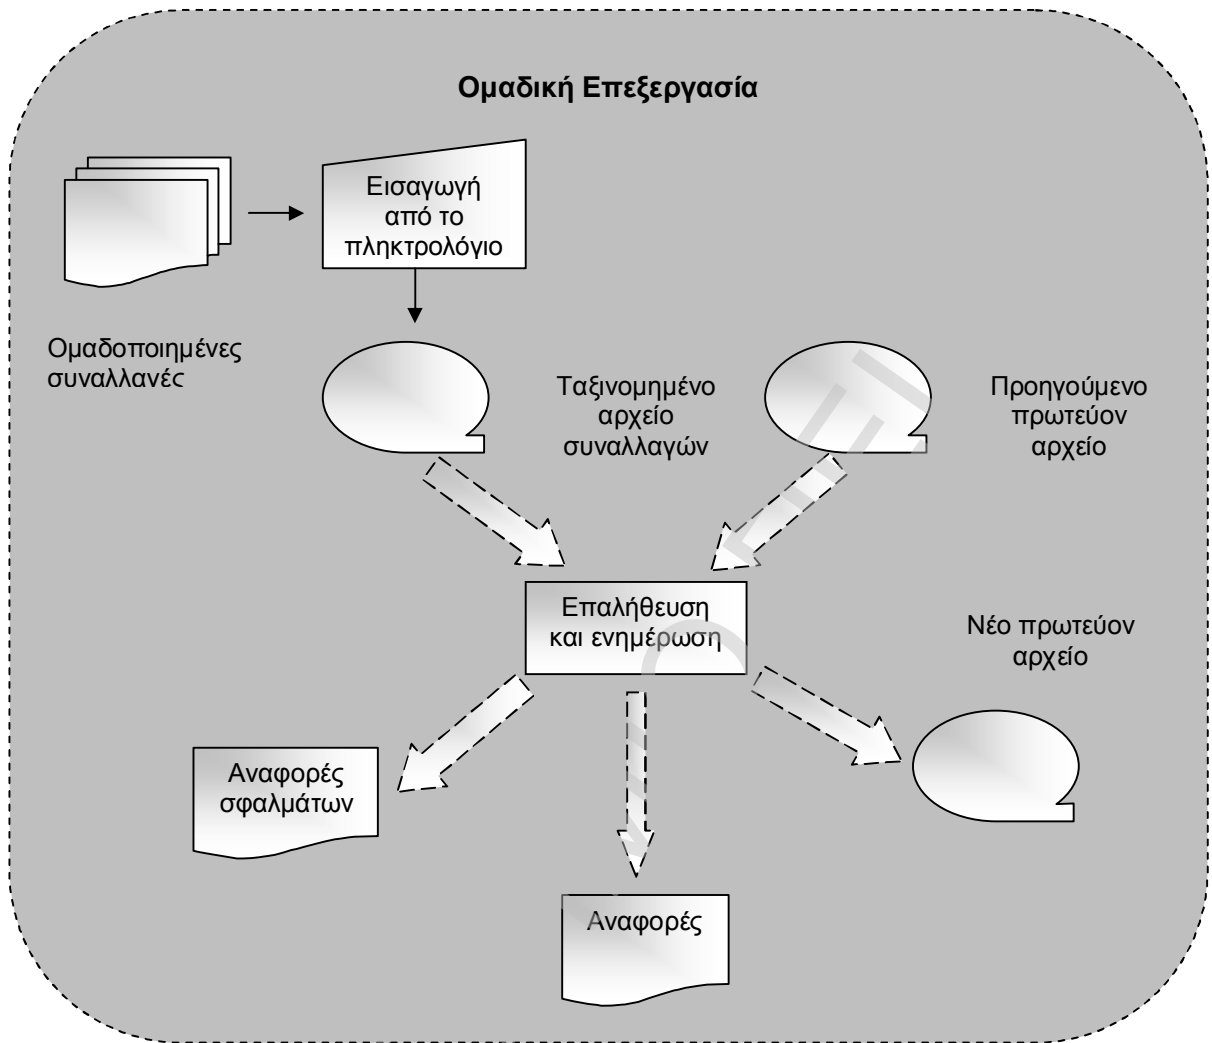 Ομαδική Επεξεργασία
Εισαγωγή
από το
πληκτρολόγιο
Ομαδοποιημένες
συναλλανές
Ταξινομημένο
αρχείο
συναλλαγών
Προηγούμενο
πρωτεύον
αρχείο
Επαλήθευση
και ενημέρωση
Νέο πρωτεύον
αρχείο
Αναφορές
σφαλμάτων
Αναφορές